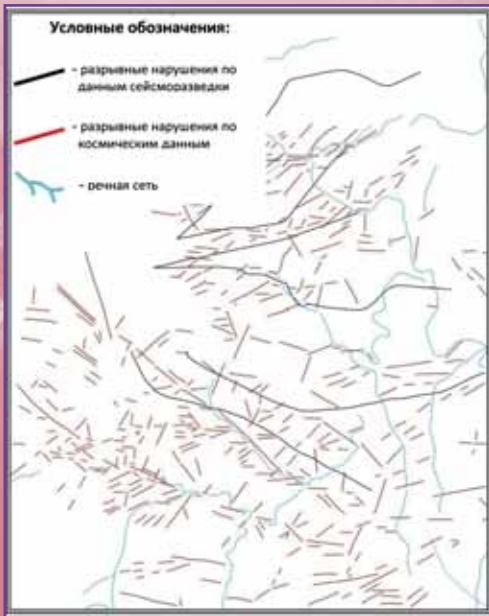 Условные обозначения:
– разрывные нарушения по
данным сейсморазведки
– разрывные нарушения по
космическим данным
– речная сеть